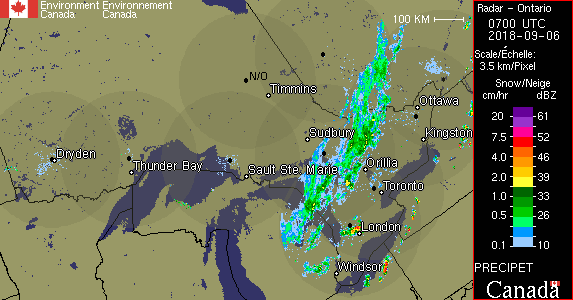 Environment Environnement
Canada Canada
100 KM
N/O
Timmins
Ottawa
Sudbury
Kingston
Dryden
Thunder Bay
Sault Ste. Marie
Orillia
Toronto
London
Windsor
Radar - Ontario
0700 UTC
2018-09-06
Scale/Échelle:
3.5 km/Pixel
Snow/Neige
cm/hr dBZ
20 61
7.5 52
4.0 46
2.0 39
1.0 33
0.5 26
0.1 10
PRECIPET
Canada